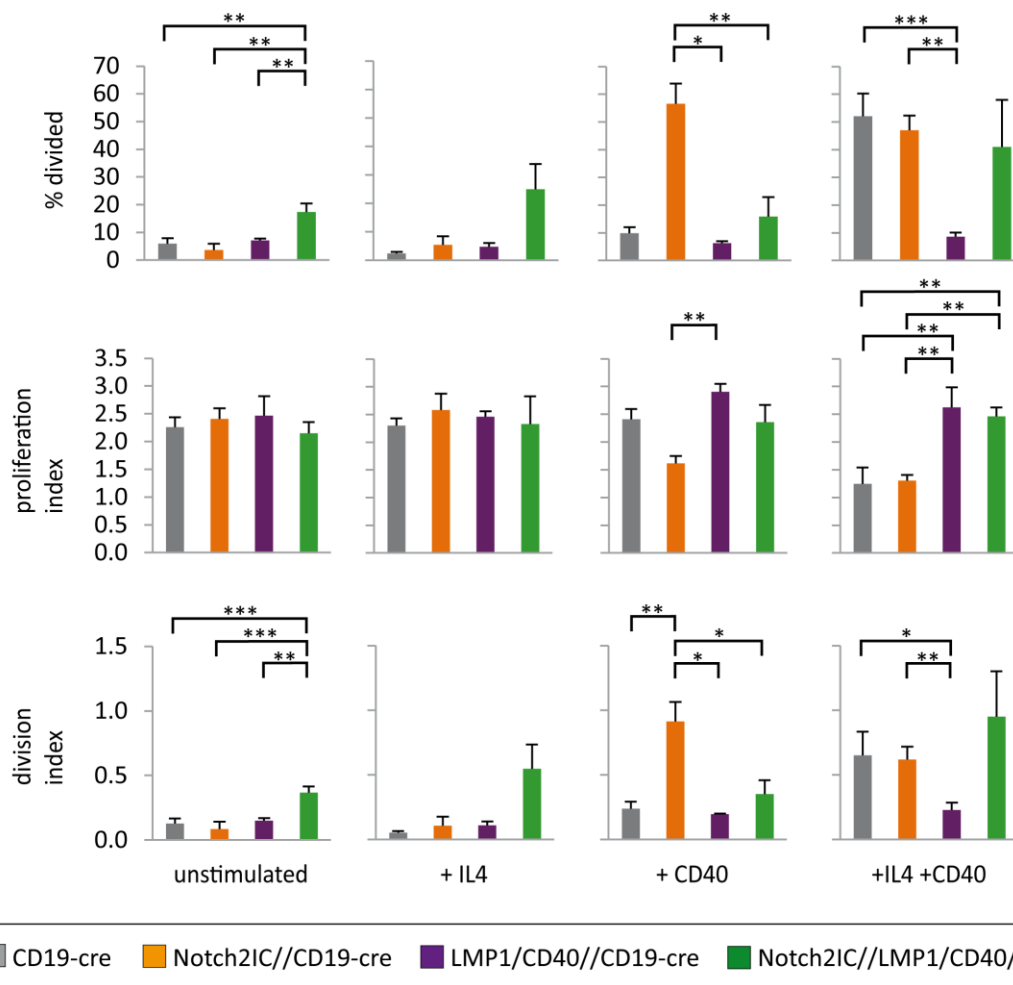 ** ** ***
** * **
**
70
60
50
40
30
20
10
0
% divided
**
** **
**
**
3.5
3.0
2.5
2.0
1.5
1.0
0.5
0.0
proliferation
index
*** **
*** * *
** * **
1.5
1.0
0.5
0.0
division
index
unstimulated + IL4 + CD40 +IL4 +CD40
CD19-cre Notch2IC//CD19-cre LMP1/CD40//CD19-cre Notch2IC//LMP1/CD40/